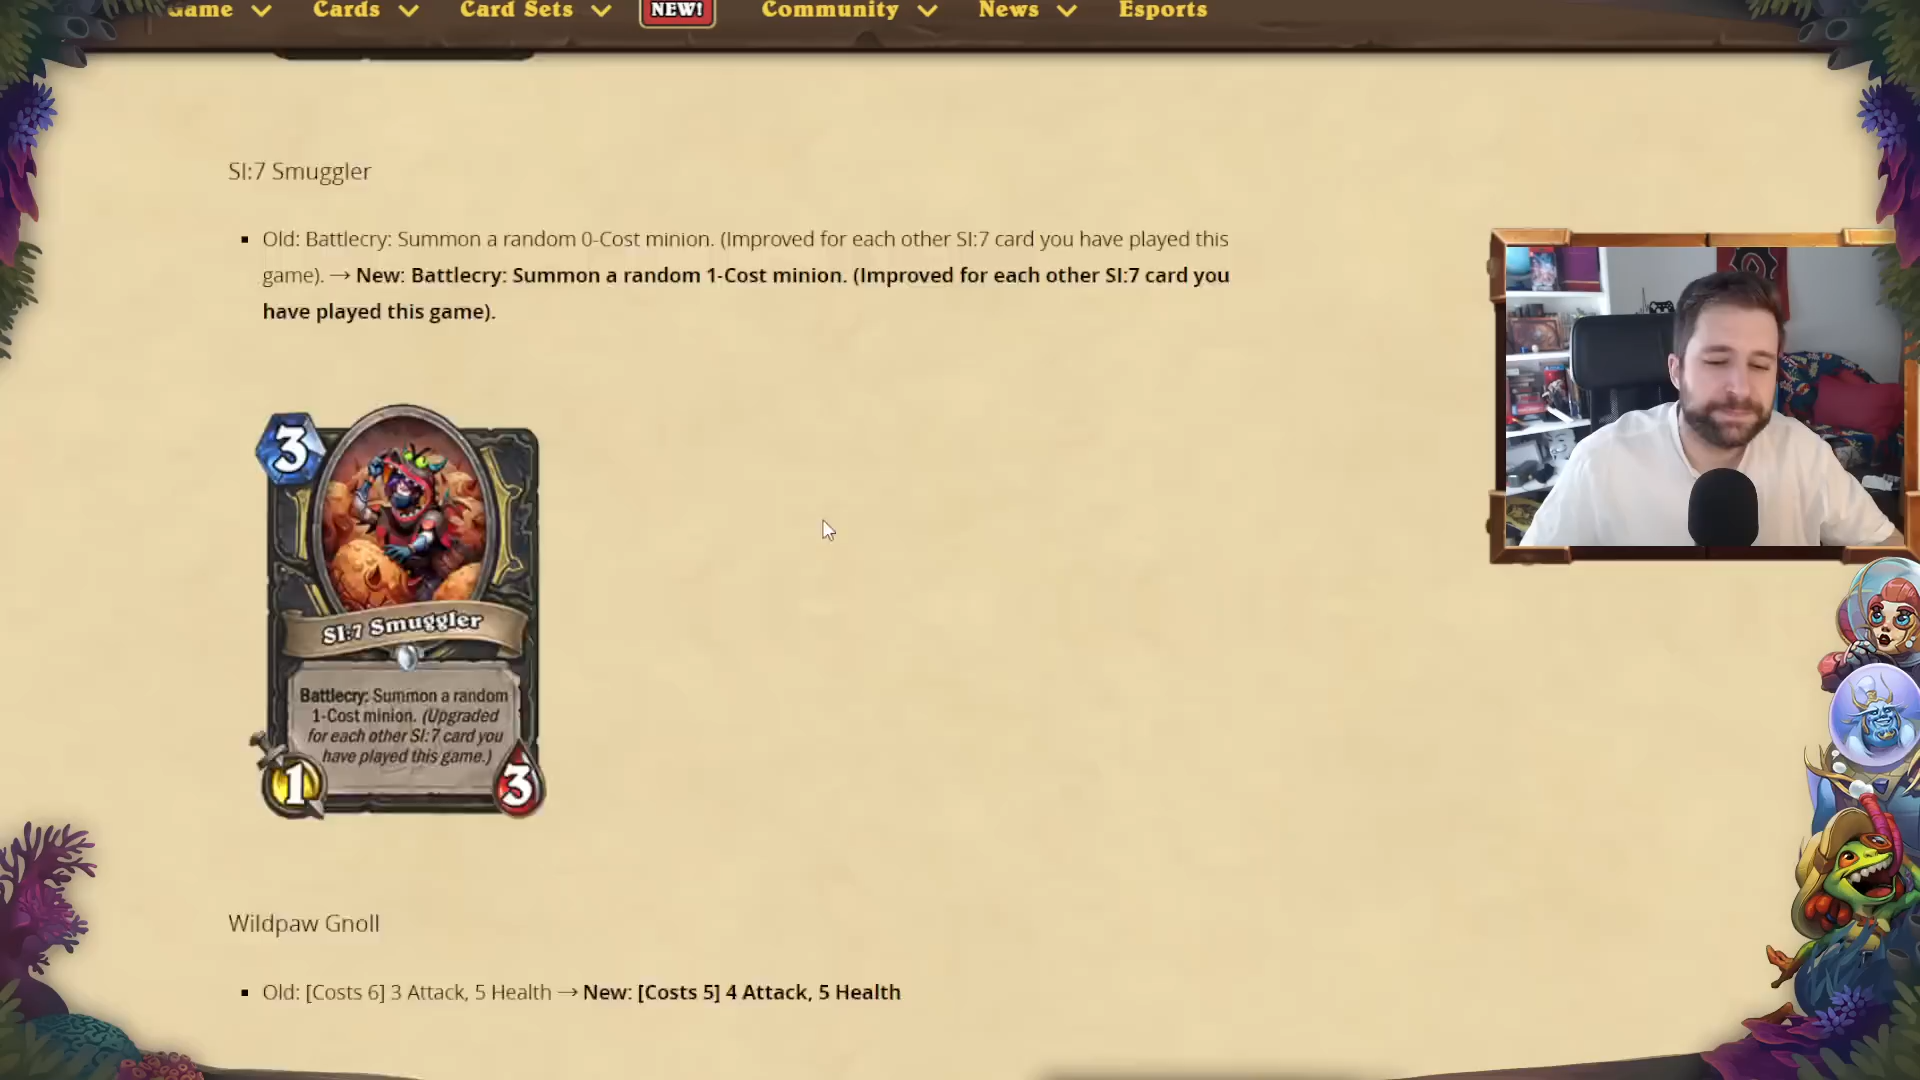 Game Cards Card Sets NEW! Community News Esports
SI:7 Smuggler
▪ Old: Battlecry: Summon a random 0-Cost minion. (Improved for each other SI:7 card you have played this
game). → New: Battlecry: Summon a random 1-Cost minion. (Improved for each other SI:7 card you
have played this game).
3
SI:7 Smuggler
Battlecry: Summon a random
1-Cost minion. (Upgraded
for each other SI:7 card you
have played this game.)
1 3
Wildpaw Gnoll
▪ Old: [Costs 6] 3 Attack, 5 Health → New: [Costs 5] 4 Attack, 5 Health